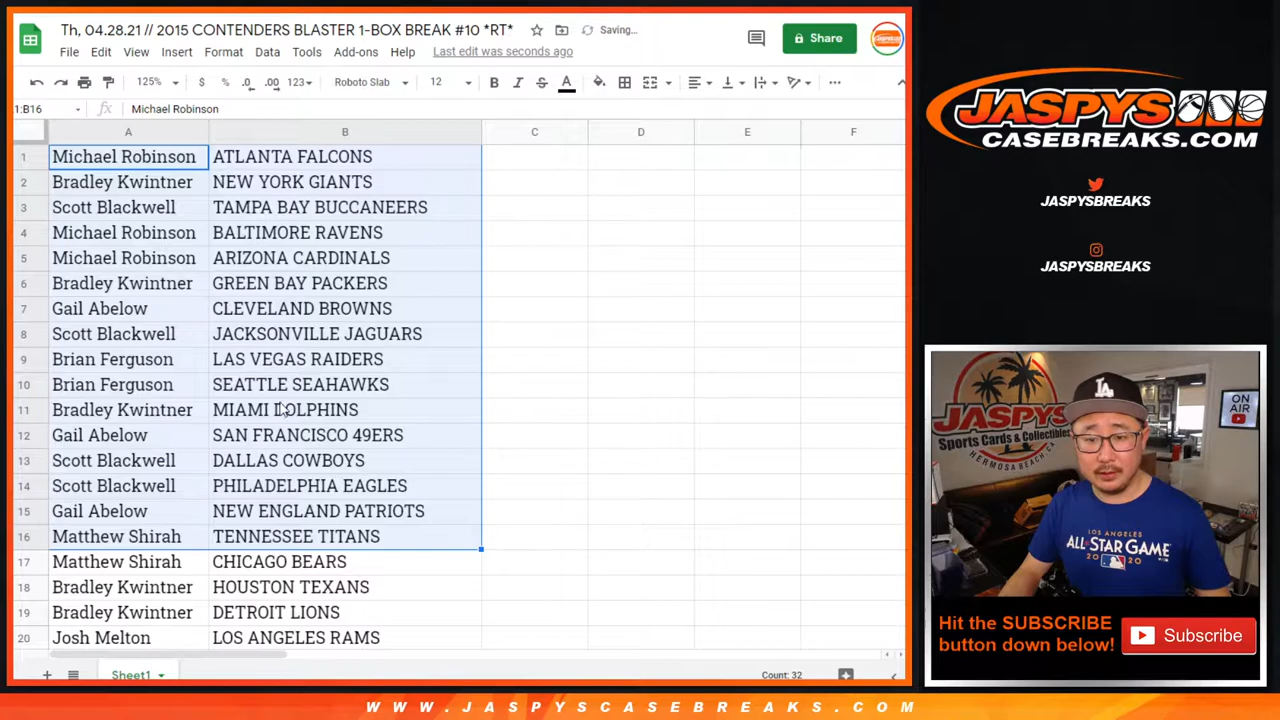 Th, 04.28.21 // 2015 CONTENDERS BLASTER 1-BOX BREAK #10 *RT*
Saving...
File Edit View Insert Format Data Tools Add-ons Help Last edit was seconds ago
Share
125% $ % .0 .00 123 Roboto Slab 12 B I S A
1:B16 fx Michael Robinson
A B C D E F
1 Michael Robinson ATLANTA FALCONS
2 Bradley Kwintner NEW YORK GIANTS
3 Scott Blackwell TAMPA BAY BUCCANEERS
4 Michael Robinson BALTIMORE RAVENS
5 Michael Robinson ARIZONA CARDINALS
6 Bradley Kwintner GREEN BAY PACKERS
7 Gail Abelow CLEVELAND BROWNS
8 Scott Blackwell JACKSONVILLE JAGUARS
9 Brian Ferguson LAS VEGAS RAIDERS
10 Brian Ferguson SEATTLE SEAHAWKS
11 Bradley Kwintner MIAMI DOLPHINS
12 Gail Abelow SAN FRANCISCO 49ERS
13 Scott Blackwell DALLAS COWBOYS
14 Scott Blackwell PHILADELPHIA EAGLES
15 Gail Abelow NEW ENGLAND PATRIOTS
16 Matthew Shirah TENNESSEE TITANS
17 Matthew Shirah CHICAGO BEARS
18 Bradley Kwintner HOUSTON TEXANS
19 Bradley Kwintner DETROIT LIONS
20 Josh Melton LOS ANGELES RAMS
Sheet1
Count: 32
JASPYS
CASEBREAKS.COM
JASPYSBREAKS
JASPYSBREAKS
JASPYS
Sports Cards & Collectibles
HERMOSA BEACH, CA
ON
AIR
LA
LOS ANGELES
ALL STAR GAME
2020
Hit the SUBSCRIBE
button down below!
Subscribe
WWW.JASPYSCASEBREAKS.COM